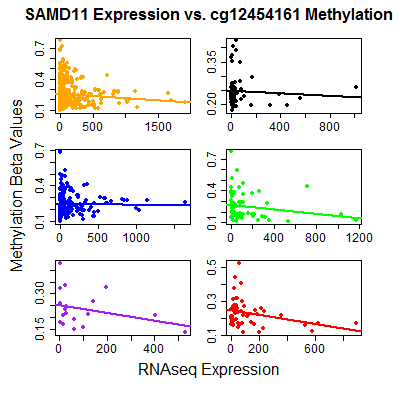 SAMD11 Expression vs. cg12454161 Methylation
Methylation Beta Values
0.1 0.4 0.7
0 500 1500
0.20 0.35
0 400 800
0.1 0.4 0.7
0 500 1000
0.1 0.4 0.7
0 400 800 1200
0.15 0.30
0 200 400
0.1 0.3 0.5
0 200 600
RNAseq Expression